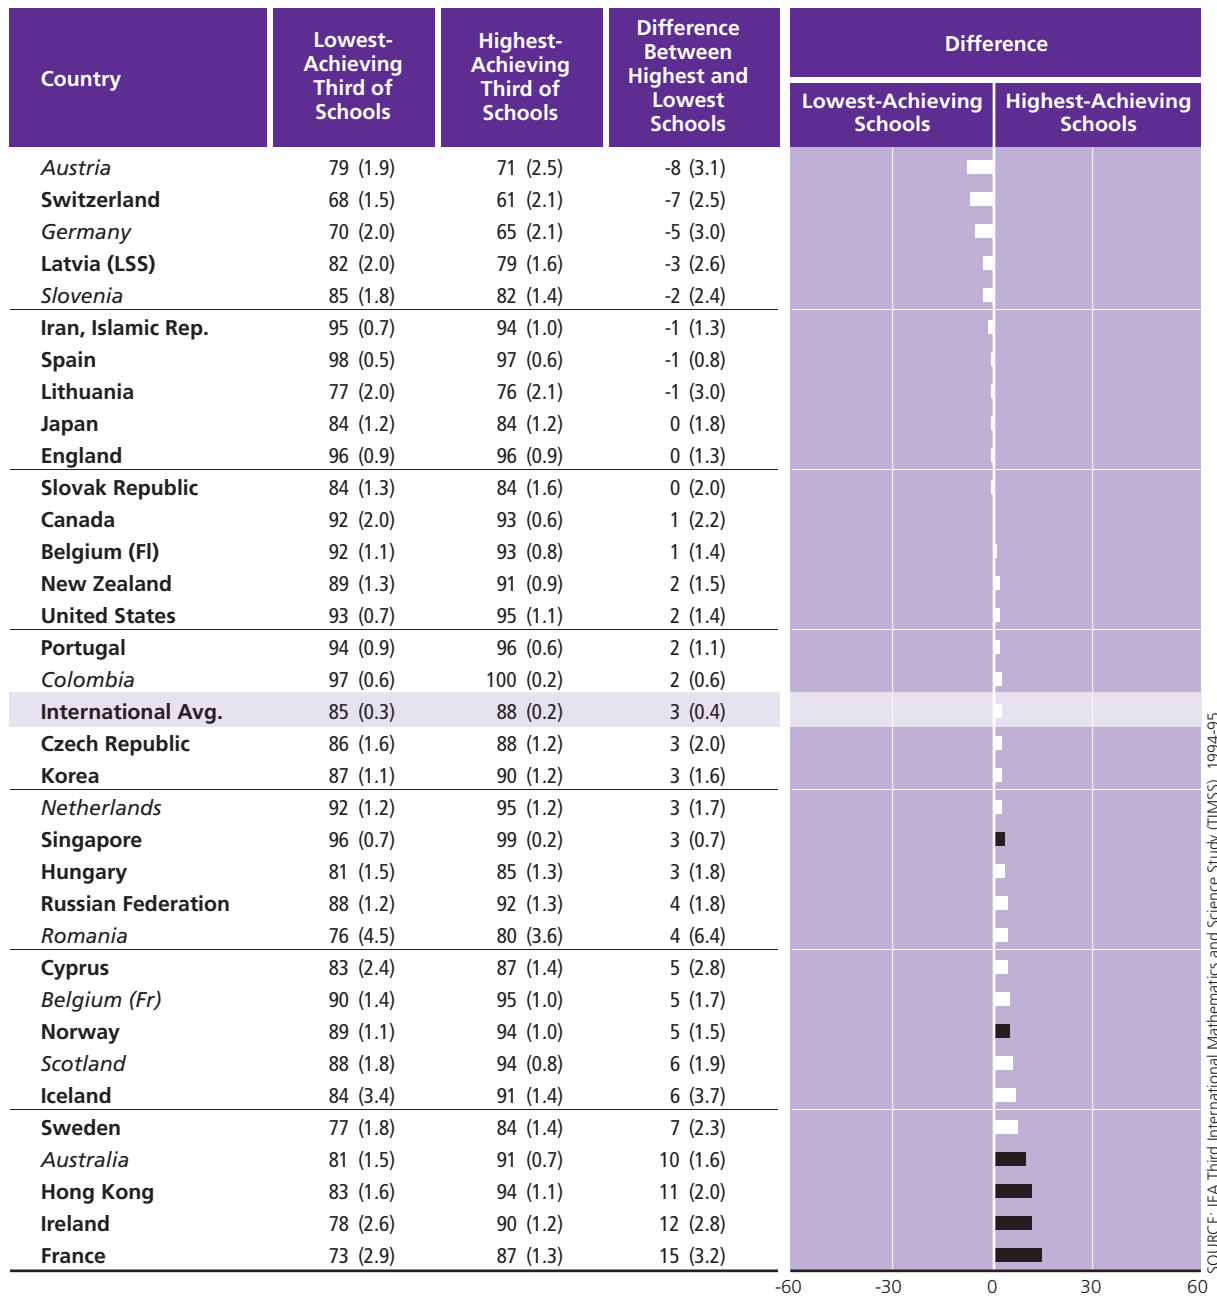 Country
Lowest-
Achieving
Third of
Schools
Highest-
Achieving
Third of
Schools
Difference
Between
Highest and
Lowest
Schools
Difference
Lowest-Achieving
Schools
Highest-Achieving
Schools
Austria 79 (1.9) 71 (2.5) -8 (3.1)
Switzerland 68 (1.5) 61 (2.1) -7 (2.5)
Germany 70 (2.0) 65 (2.1) -5 (3.0)
Latvia (LSS) 82 (2.0) 79 (1.6) -3 (2.6)
Slovenia 85 (1.8) 82 (1.4) -2 (2.4)
Iran, Islamic Rep. 95 (0.7) 94 (1.0) -1 (1.3)
Spain 98 (0.5) 97 (0.6) -1 (0.8)
Lithuania 77 (2.0) 76 (2.1) -1 (3.0)
Japan 84 (1.2) 84 (1.2) 0 (1.8)
England 96 (0.9) 96 (0.9) 0 (1.3)
Slovak Republic 84 (1.3) 84 (1.6) 0 (2.0)
Canada 92 (2.0) 93 (0.6) 1 (2.2)
Belgium (Fl) 92 (1.1) 93 (0.8) 1 (1.4)
New Zealand 89 (1.3) 91 (0.9) 2 (1.5)
United States 93 (0.7) 95 (1.1) 2 (1.4)
Portugal 94 (0.9) 96 (0.6) 2 (1.1)
Colombia 97 (0.6) 100 (0.2) 2 (0.6)
International Avg. 85 (0.3) 88 (0.2) 3 (0.4)
Czech Republic 86 (1.6) 88 (1.2) 3 (2.0)
Korea 87 (1.1) 90 (1.2) 3 (1.6)
Netherlands 92 (1.2) 95 (1.2) 3 (1.7)
Singapore 96 (0.7) 99 (0.2) 3 (0.7)
Hungary 81 (1.5) 85 (1.3) 3 (1.8)
Russian Federation 88 (1.2) 92 (1.3) 4 (1.8)
Romania 76 (4.5) 80 (3.6) 4 (6.4)
Cyprus 83 (2.4) 87 (1.4) 5 (2.8)
Belgium (Fr) 90 (1.4) 95 (1.0) 5 (1.7)
Norway 89 (1.1) 94 (1.0) 5 (1.5)
Scotland 88 (1.8) 94 (0.8) 6 (1.9)
Iceland 84 (3.4) 91 (1.4) 6 (3.7)
Sweden 77 (1.8) 84 (1.4) 7 (2.3)
Australia 81 (1.5) 91 (0.7) 10 (1.6)
Hong Kong 83 (1.6) 94 (1.1) 11 (2.0)
Ireland 78 (2.6) 90 (1.2) 12 (2.8)
France 73 (2.9) 87 (1.3) 15 (3.2)
-60 -30 0 30 60
SOURCE: IEA Third International Mathematics and Science Study (TIMSS), 1994-95